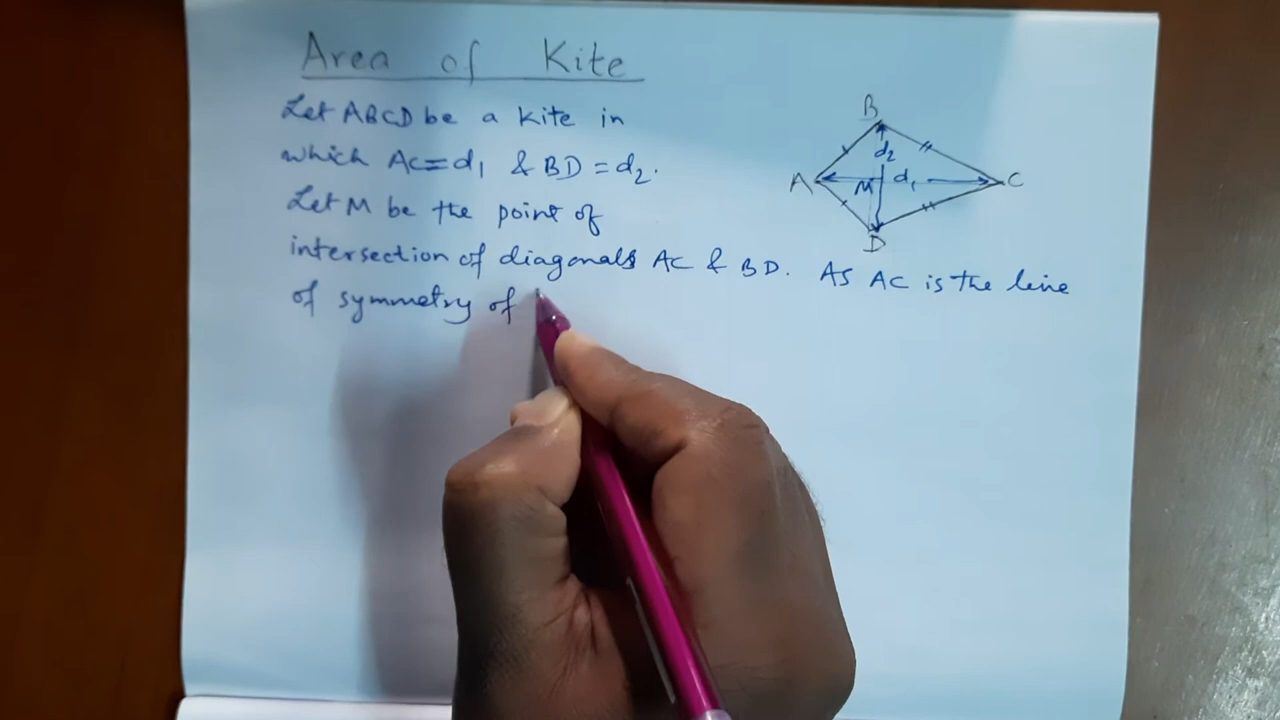 Area of Kite
Let ABCD be a Kite in
which AC=d₁ & BD=d₂.
Let M be the point of
intersection of diagonals AC & BD. As AC is the line
of symmetry of
B
d₂
A
M
d₁
C
D